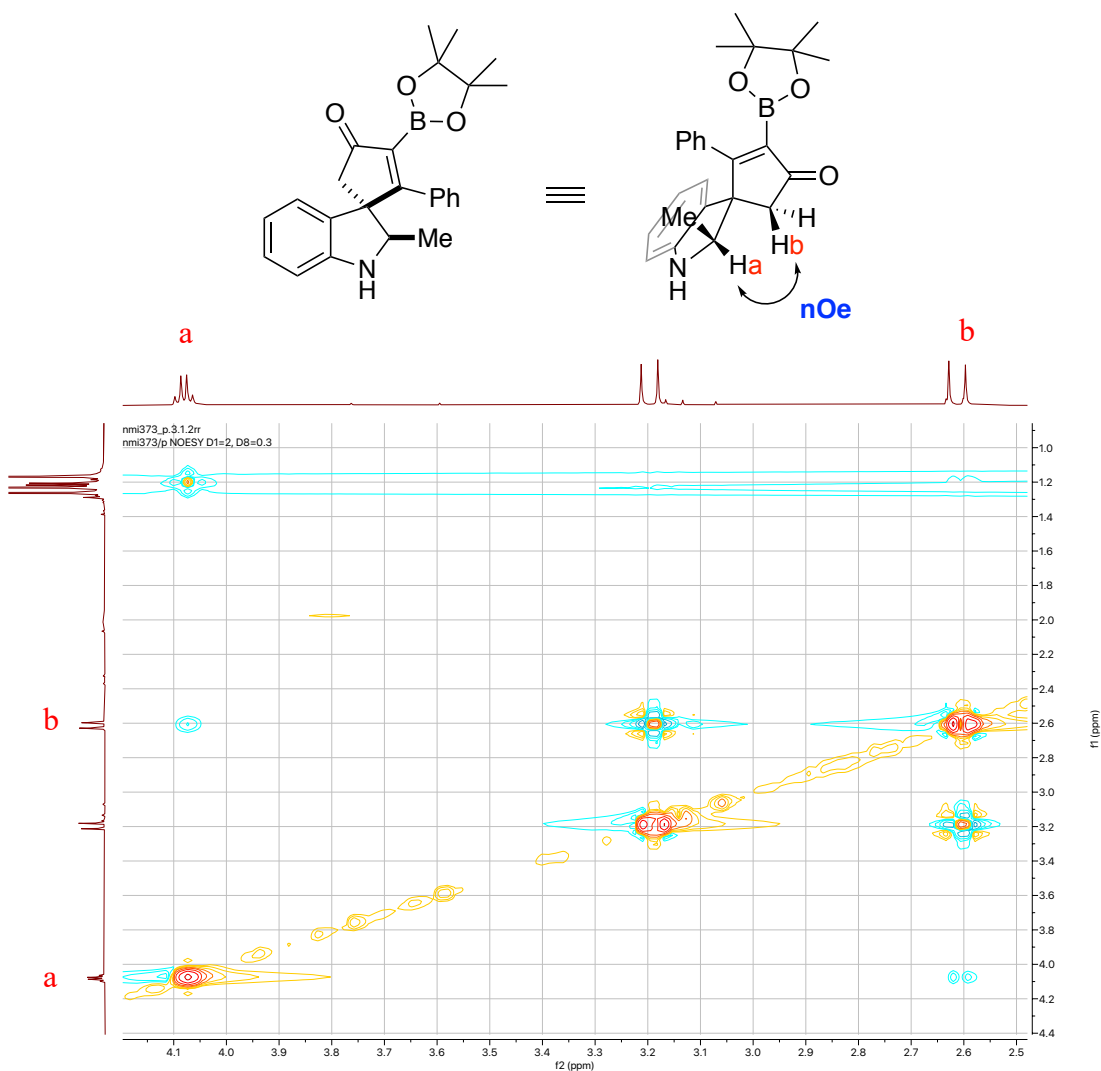 O
O
B
O
O
Ph
Me
N
H
O
O
B
Ph
O
Me
H
Hb
N
H
Ha
nOe
a
b
nmi373_p.3.1.2rr
nmi373/p NOESY D1=2, D8=0.3
b
a
1.0
1.2
1.4
1.6
1.8
2.0
2.2
2.4
2.6
2.8
3.0
3.2
3.4
3.6
3.8
4.0
4.2
4.4
f1 (ppm)
4.1 4.0 3.9 3.8 3.7 3.6 3.5 3.4 3.3 3.2 3.1 3.0 2.9 2.8 2.7 2.6 2.5
f2 (ppm)